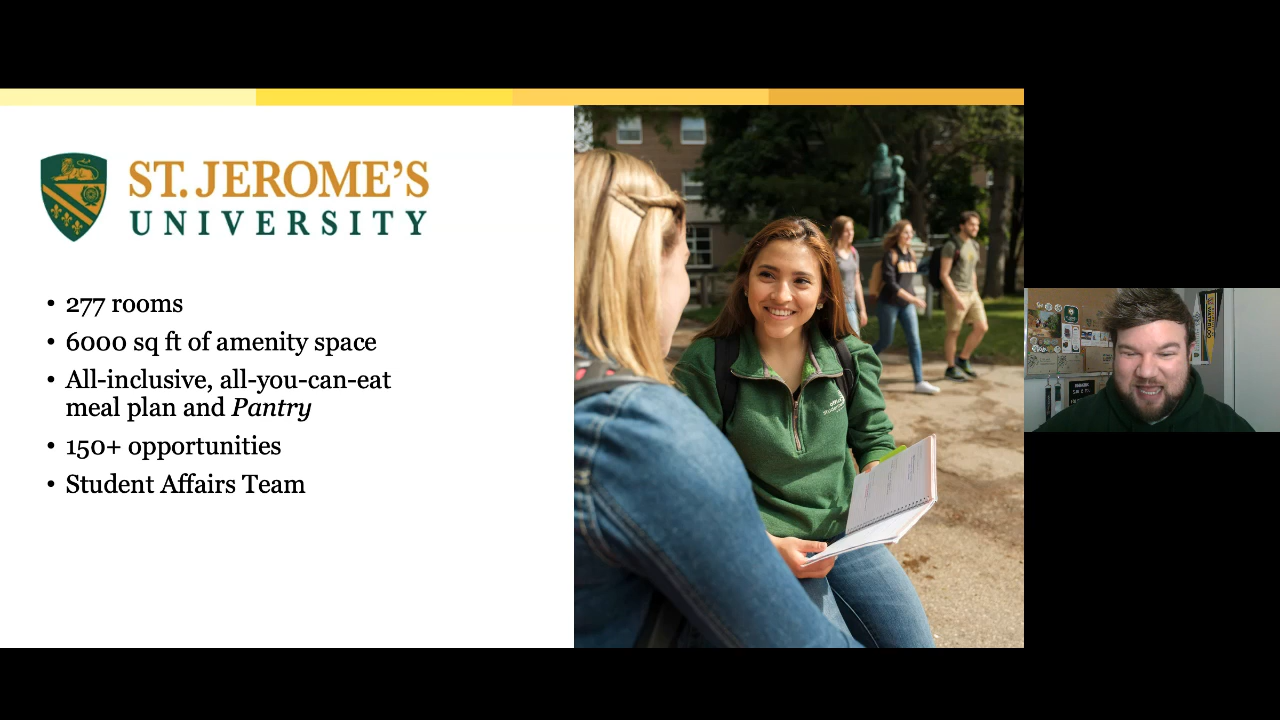 ST. JEROME'S
UNIVERSITY
• 277 rooms
• 6000 sq ft of amenity space
• All-inclusive, all-you-can-eat
meal plan and Pantry
• 150+ opportunities
• Student Affairs Team